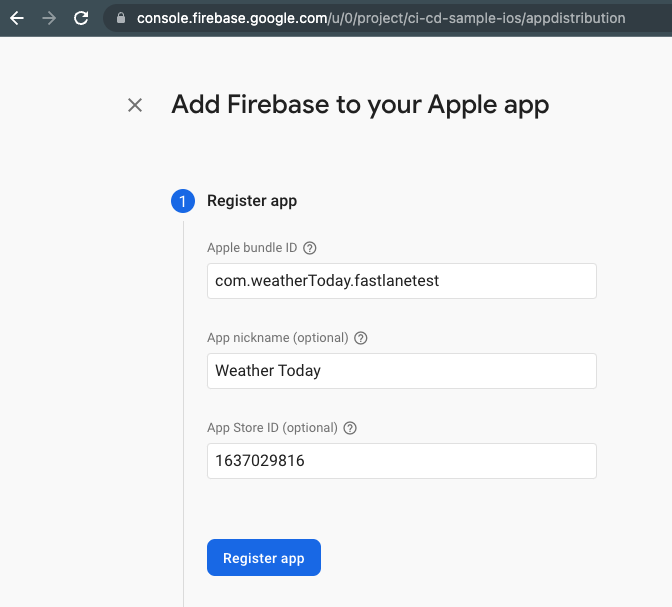 console.firebase.google.com/u/0/project/ci-cd-sample-ios/appdistribution
Add Firebase to your Apple app
1 Register app
Apple bundle ID ?
com.weatherToday.fastlanetest
App nickname (optional) ?
Weather Today
App Store ID (optional) ?
1637029816
Register app